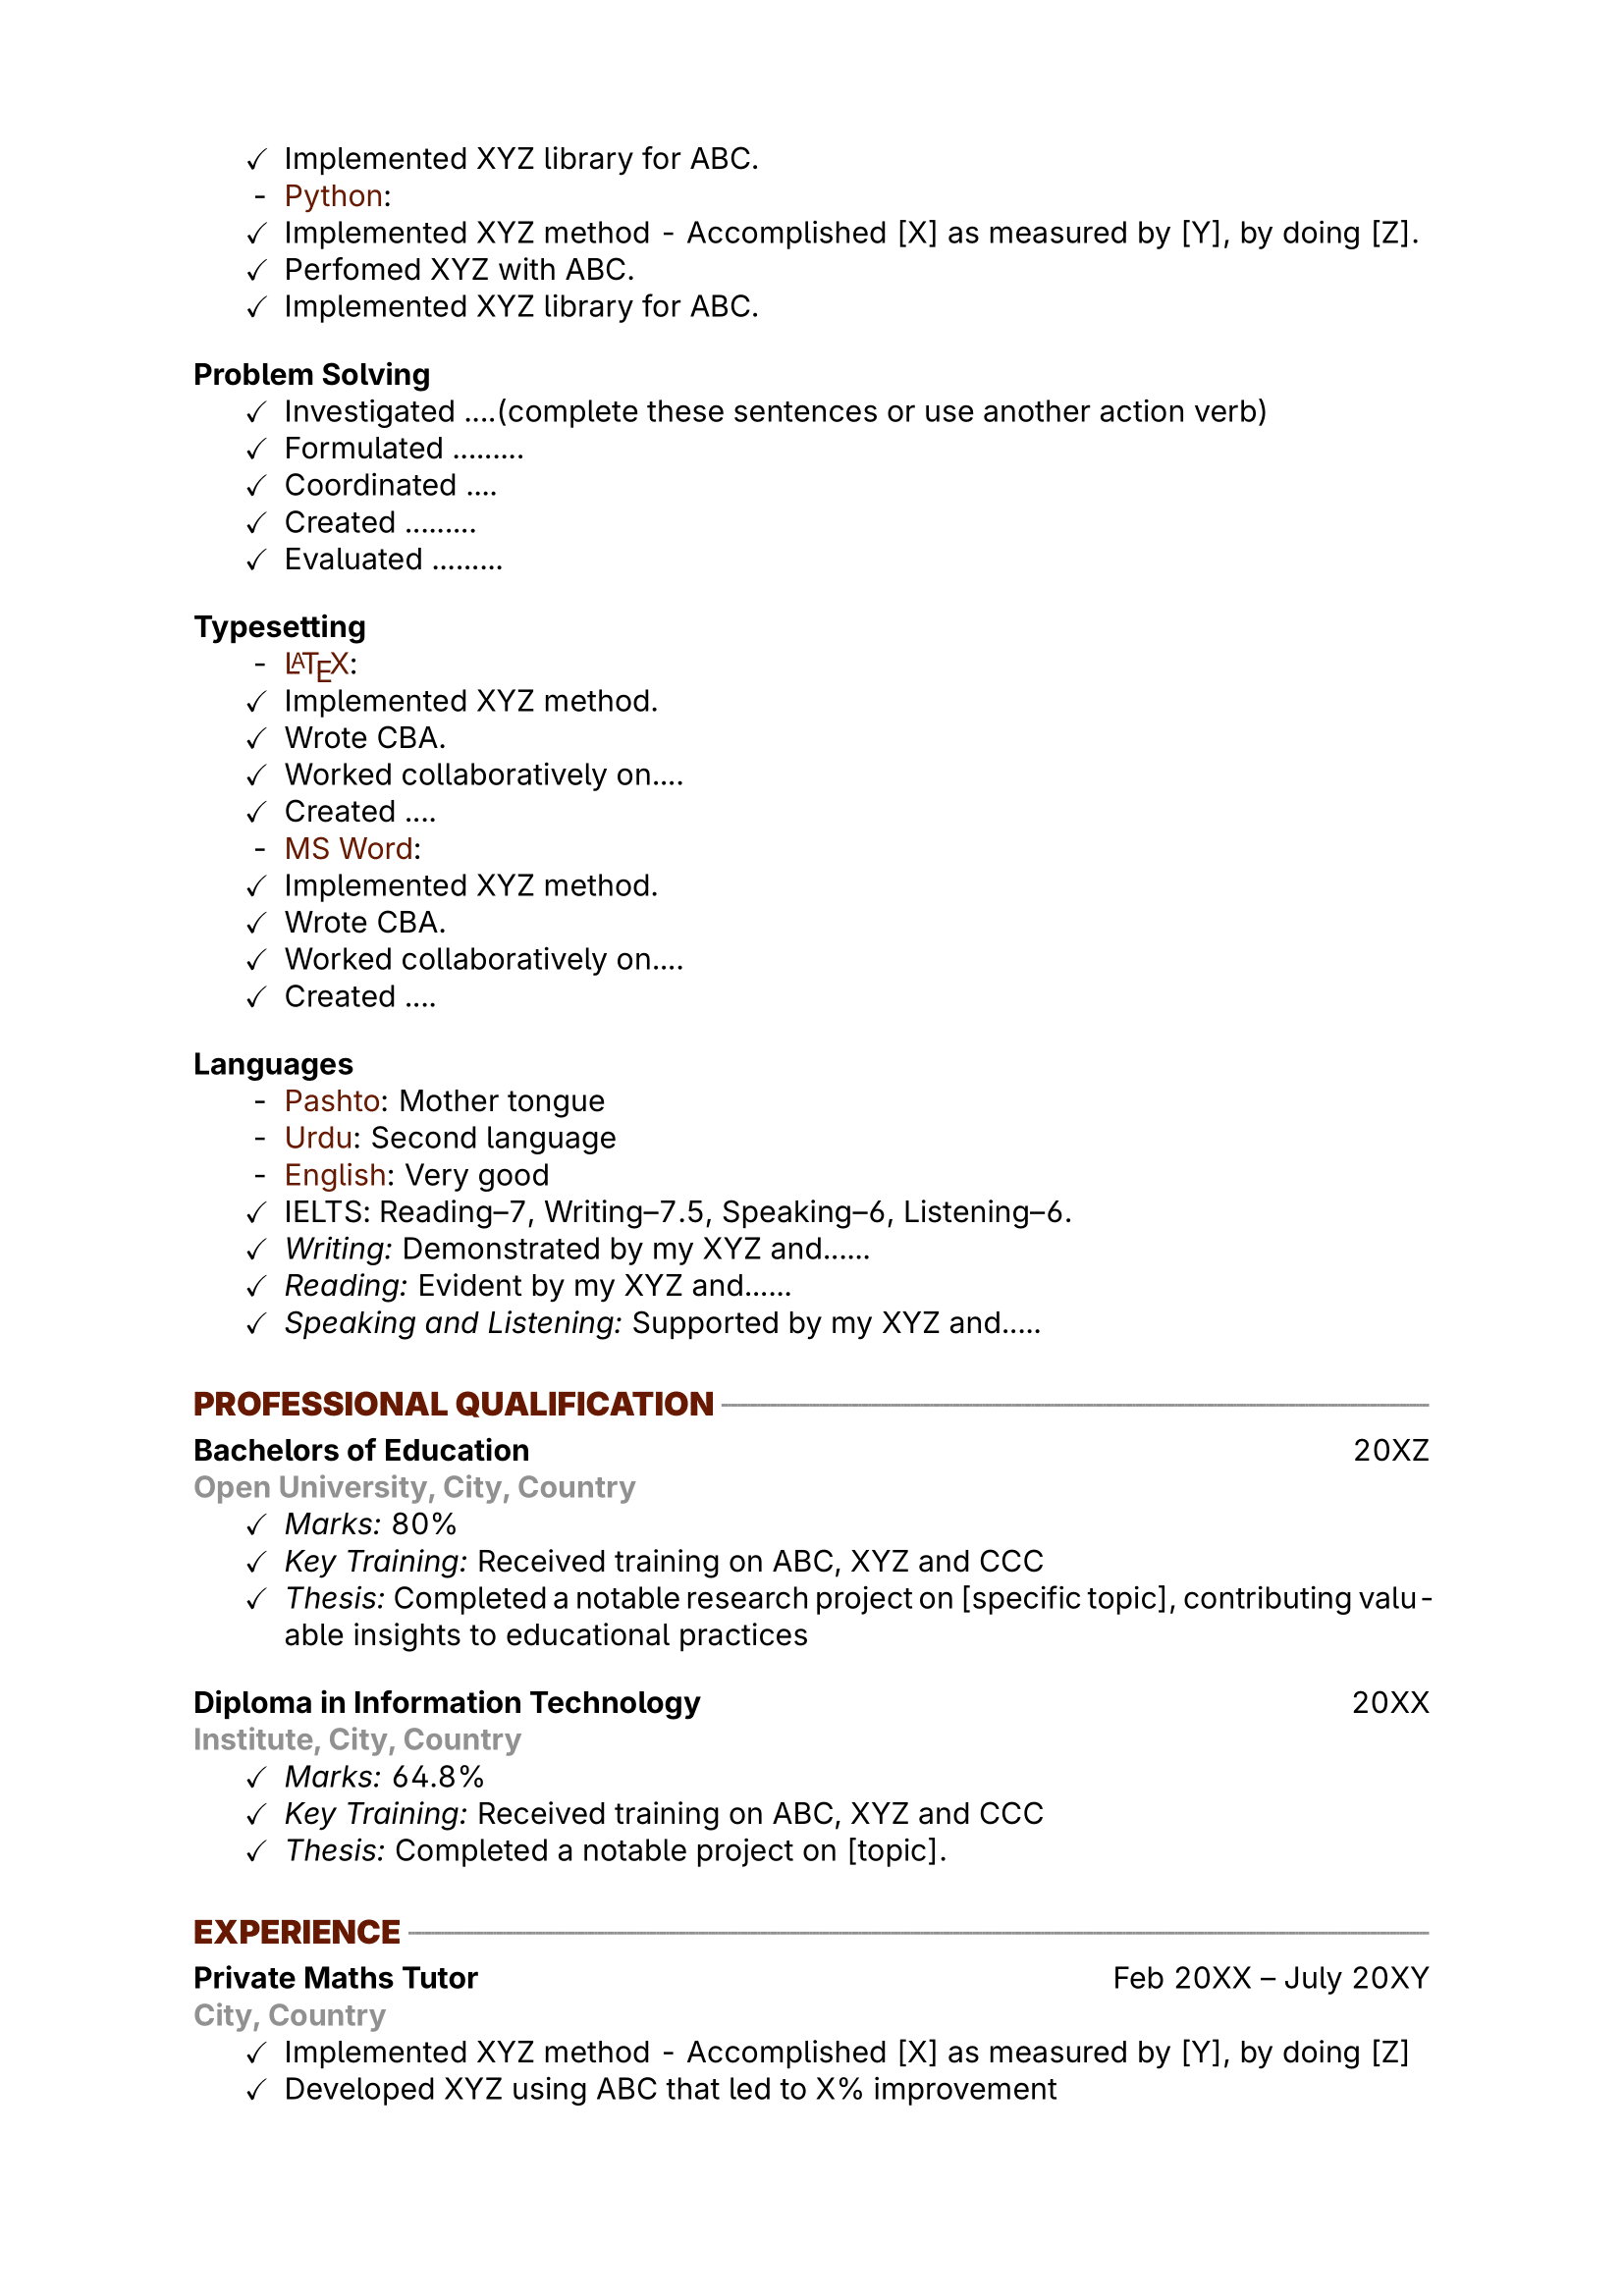 ✓ Implemented XYZ library for ABC.
- Python:
✓ Implemented XYZ method - Accomplished [X] as measured by [Y], by doing [Z].
✓ Perfomed XYZ with ABC.
✓ Implemented XYZ library for ABC.
Problem Solving
✓ Investigated ....(complete these sentences or use another action verb)
✓ Formulated .........
✓ Coordinated ....
✓ Created .........
✓ Evaluated .........
Typesetting
- LATEX:
✓ Implemented XYZ method.
✓ Wrote CBA.
✓ Worked collaboratively on....
✓ Created ....
- MS Word:
✓ Implemented XYZ method.
✓ Wrote CBA.
✓ Worked collaboratively on....
✓ Created ....
Languages
- Pashto: Mother tongue
- Urdu: Second language
- English: Very good
✓ IELTS: Reading–7, Writing–7.5, Speaking–6, Listening–6.
✓ Writing: Demonstrated by my XYZ and......
✓ Reading: Evident by my XYZ and......
✓ Speaking and Listening: Supported by my XYZ and.....
PROFESSIONAL QUALIFICATION
Bachelors of Education 20XZ
Open University, City, Country
✓ Marks: 80%
✓ Key Training: Received training on ABC, XYZ and CCC
✓ Thesis: Completed a notable research project on [specific topic], contributing valu-
able insights to educational practices
Diploma in Information Technology 20XX
Institute, City, Country
✓ Marks: 64.8%
✓ Key Training: Received training on ABC, XYZ and CCC
✓ Thesis: Completed a notable project on [topic].
EXPERIENCE
Private Maths Tutor Feb 20XX – July 20XY
City, Country
✓ Implemented XYZ method - Accomplished [X] as measured by [Y], by doing [Z]
✓ Developed XYZ using ABC that led to X% improvement